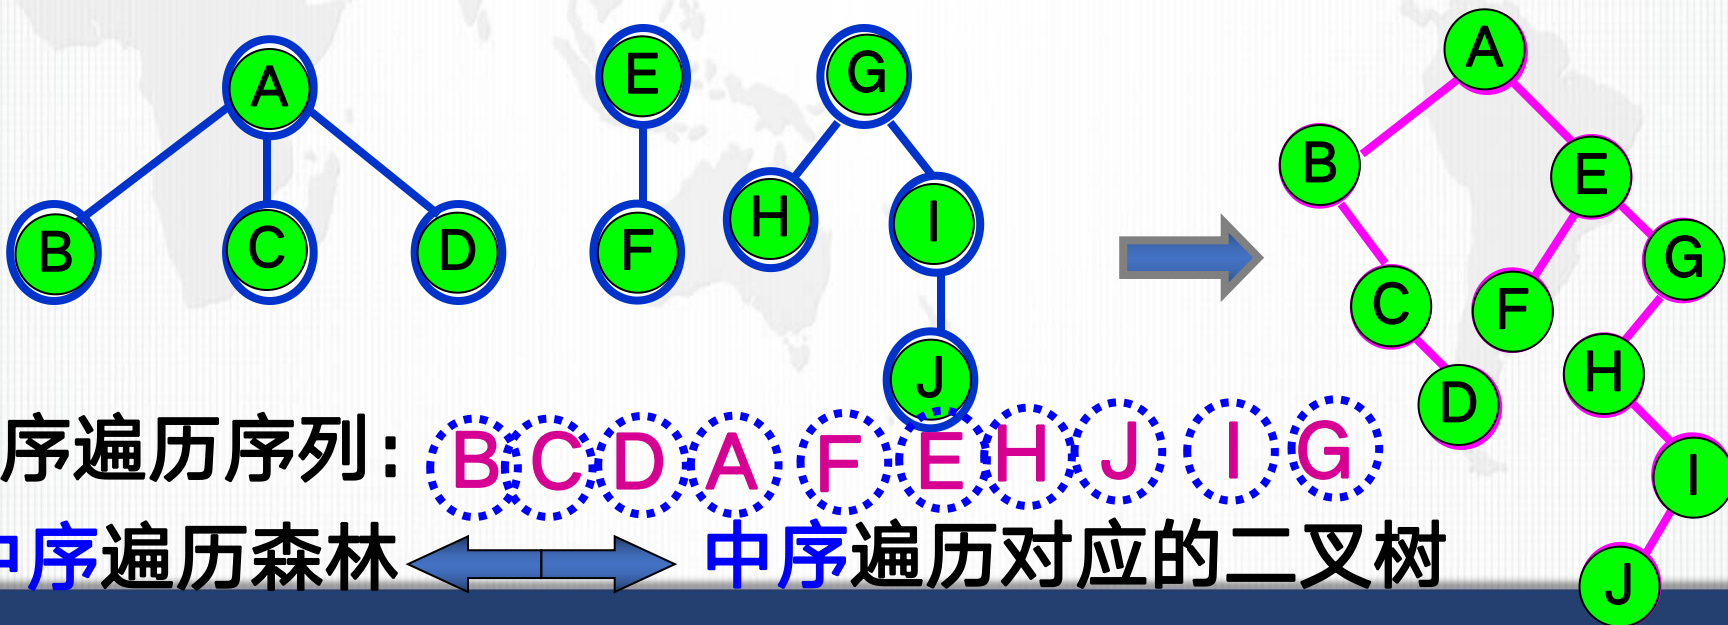 A E G A
B E
B C D F H I G
C F
J H
D
序遍历序列: B C D A F E H J I G
I
中序遍历森林 中序遍历对应的二叉树
J